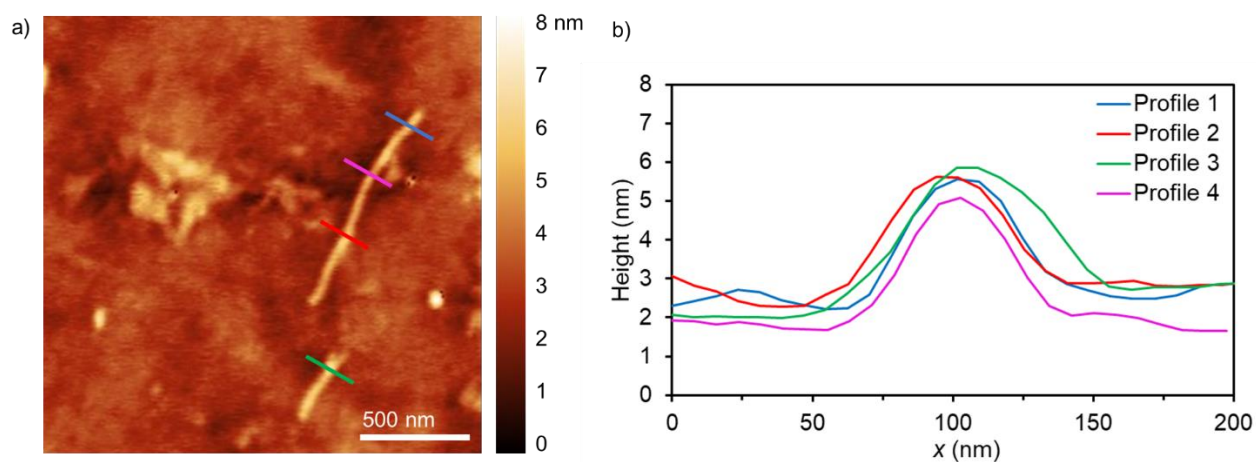 a)
500 nm
8 nm
7
6
5
4
3
2
1
0
b)
Height (nm)
8
7
6
5
4
3
2
1
0
Profile 1
Profile 2
Profile 3
Profile 4
0
50
100
150
200
x (nm)